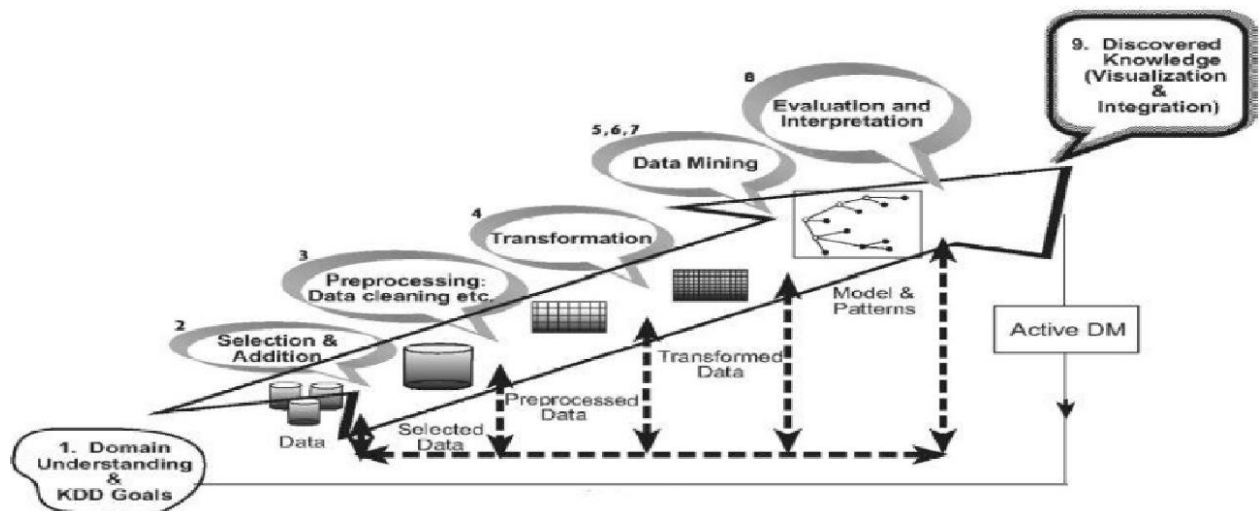 9. Discovered
Knowledge
(Visualization
&
Integration)
8
Evaluation and
Interpretation
5,6,7
Data Mining
4
Transformation
3
Preprocessing:
Data cleaning etc.
2
Selection &
Addition
Model &
Patterns
Active DM
Transformed
Data
Preprocessed
Data
Selected
Data
Data
1. Domain
Understanding
&
KDD Goals